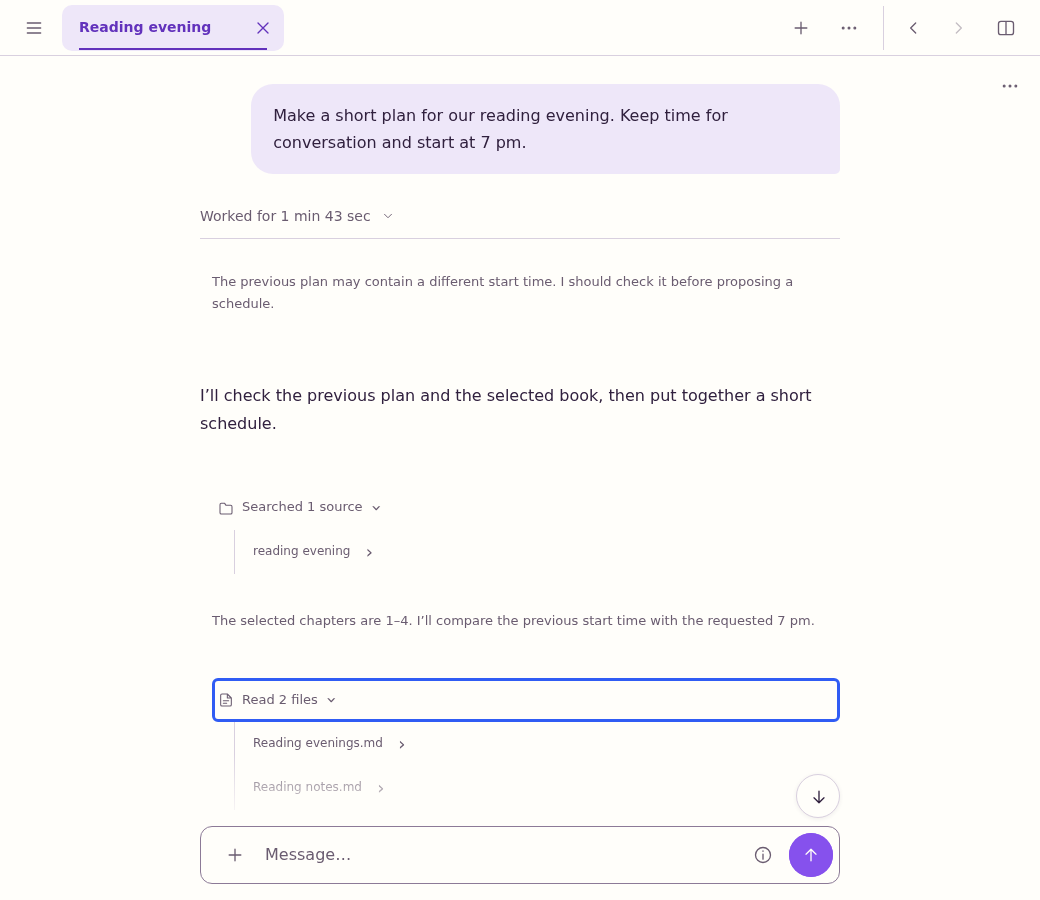 Reading evening
Make a short plan for our reading evening. Keep time for
conversation and start at 7 pm.
Worked for 1 min 43 sec
The previous plan may contain a different start time. I should check it before proposing a
schedule.
I’ll check the previous plan and the selected book, then put together a short
schedule.
Searched 1 source
reading evening
The selected chapters are 1–4. I’ll compare the previous start time with the requested 7 pm.
Read 2 files
Reading evenings.md
Reading notes.md
Message…